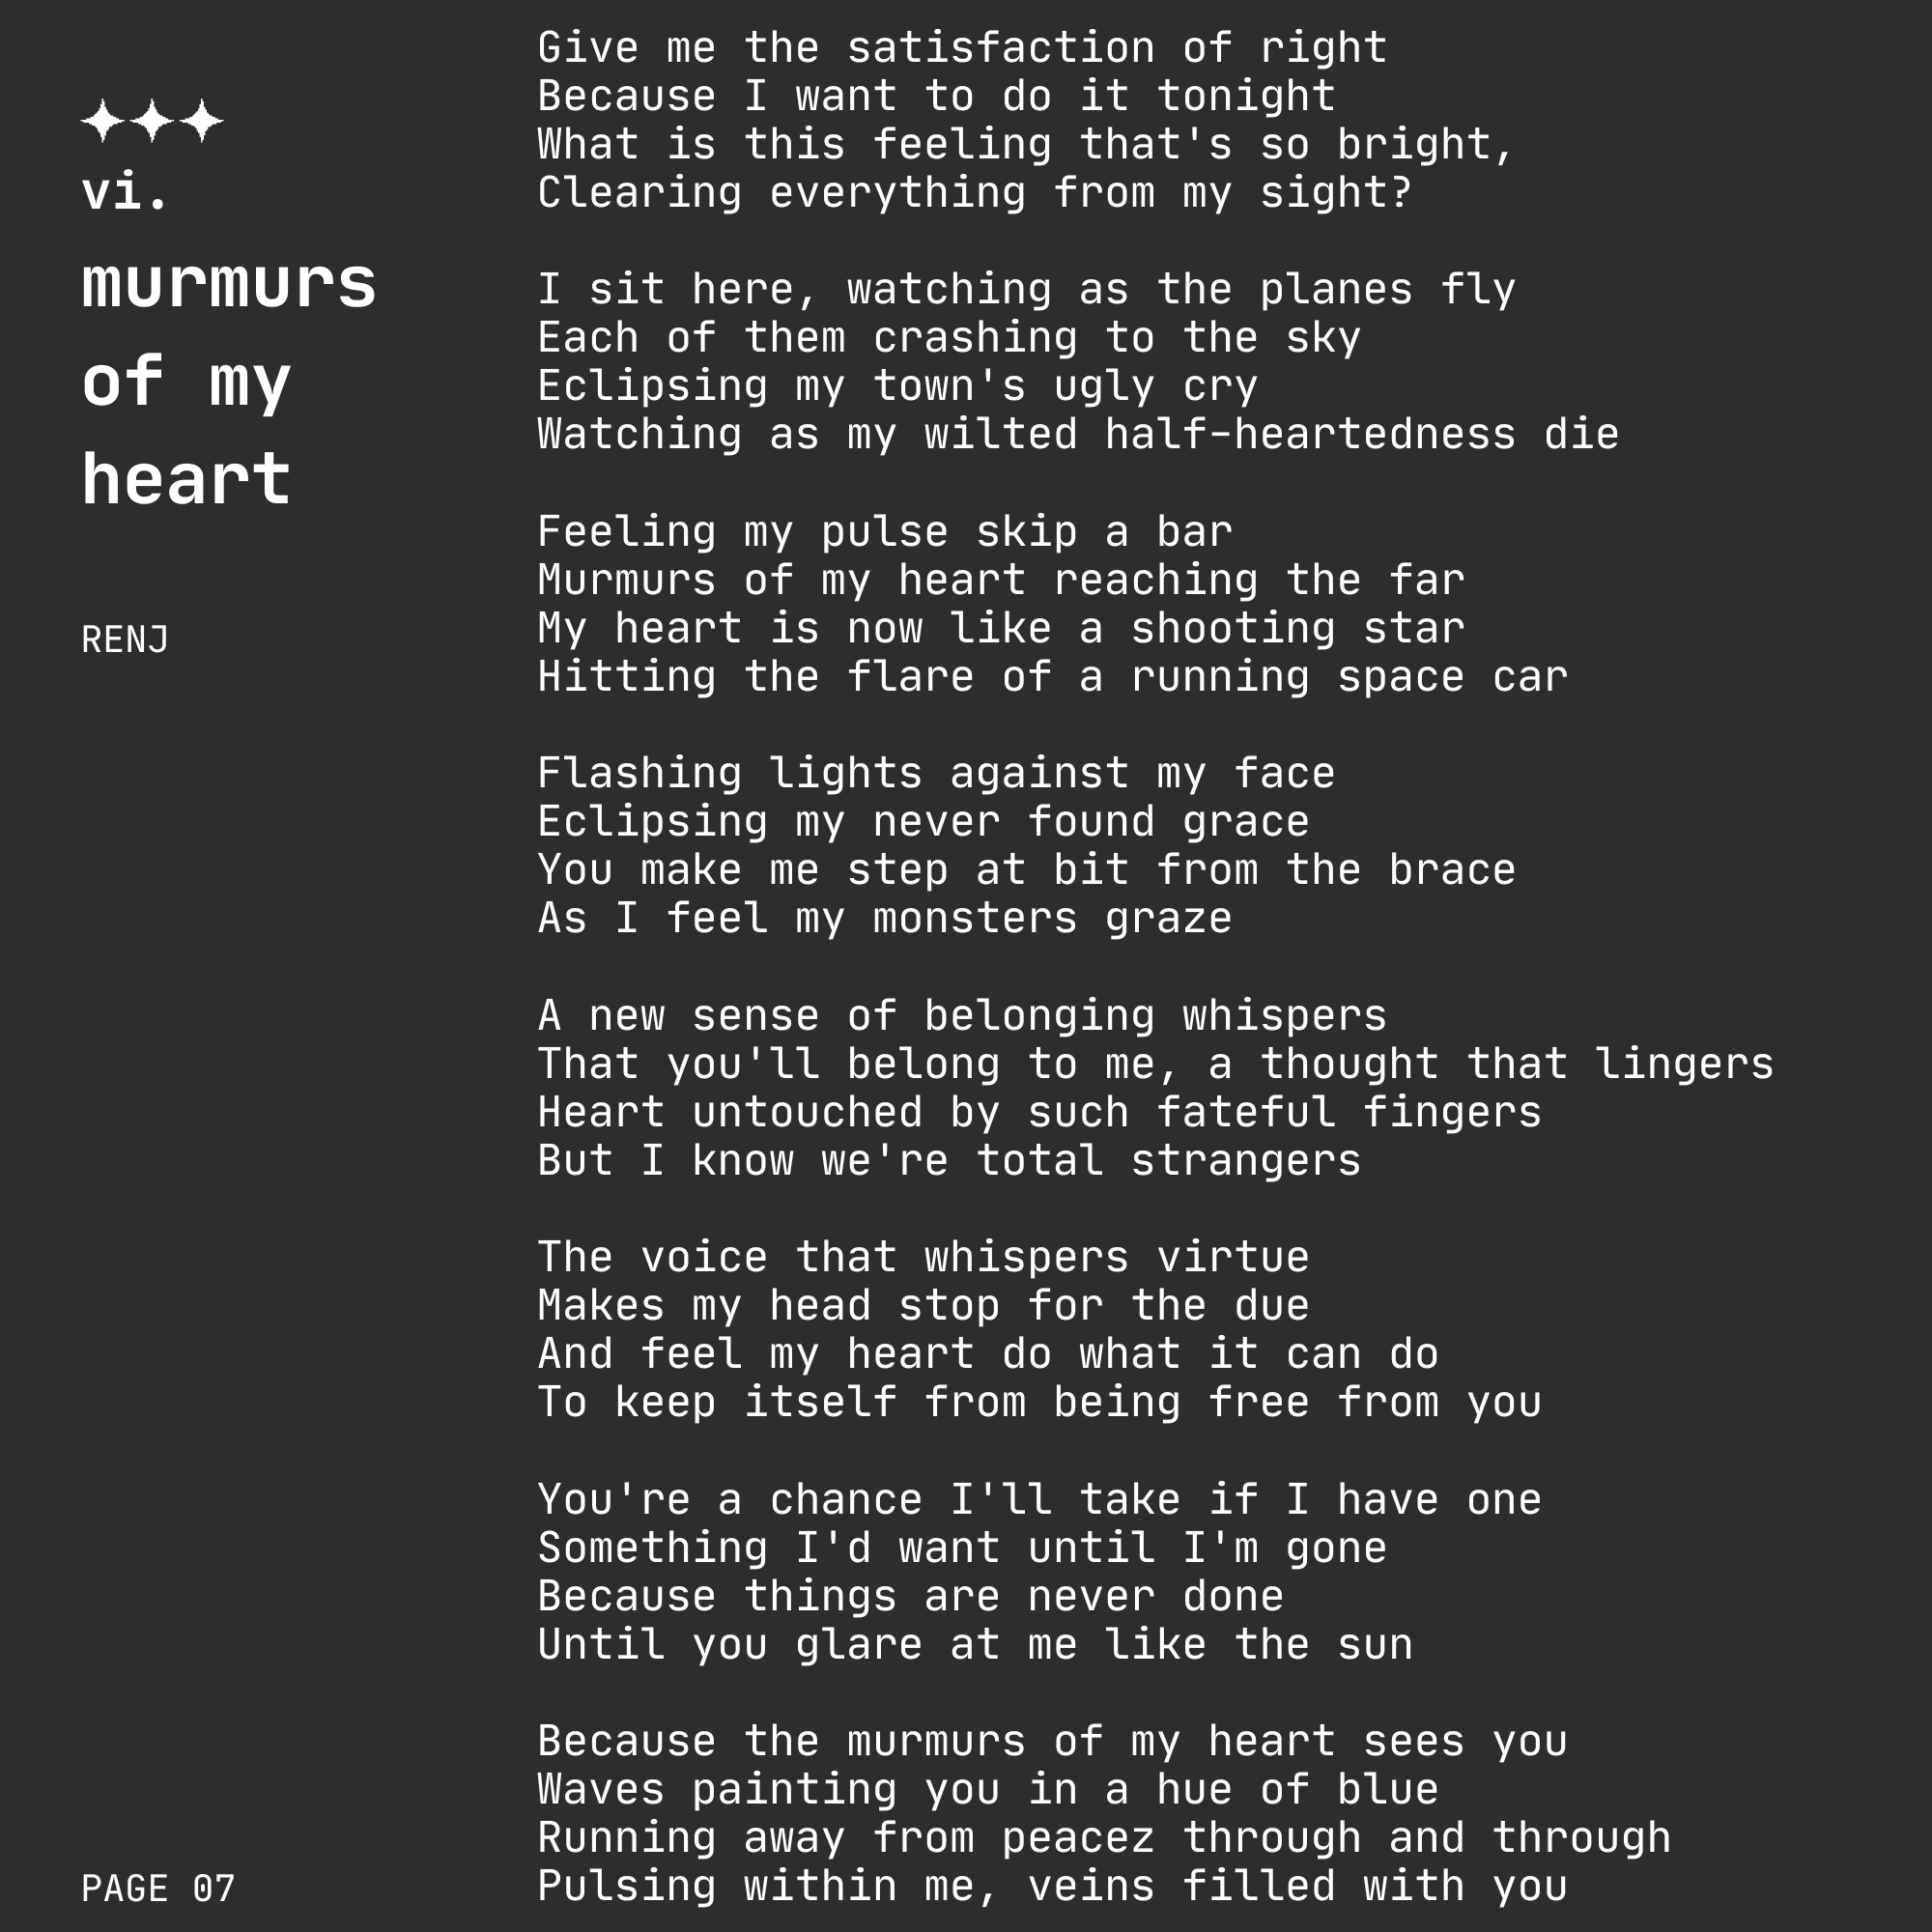 vi.
murmurs
of my
heart
RENJ
Give me the satisfaction of right
Because I want to do it tonight
What is this feeling that's so bright,
Clearing everything from my sight?
I sit here, watching as the planes fly
Each of them crashing to the sky
Eclipsing my town's ugly cry
Watching as my wilted half-heartedness die
Feeling my pulse skip a bar
Murmurs of my heart reaching the far
My heart is now like a shooting star
Hitting the flare of a running space car
Flashing lights against my face
Eclipsing my never found grace
You make me step at bit from the brace
As I feel my monsters graze
A new sense of belonging whispers
That you'll belong to me, a thought that lingers
Heart untouched by such fateful fingers
But I know we're total strangers
The voice that whispers virtue
Makes my head stop for the due
And feel my heart do what it can do
To keep itself from being free from you
You're a chance I'll take if I have one
Something I'd want until I'm gone
Because things are never done
Until you glare at me like the sun
Because the murmurs of my heart sees you
Waves painting you in a hue of blue
Running away from peacez through and through
Pulsing within me, veins filled with you
PAGE 07